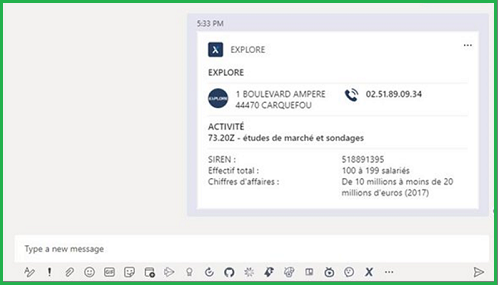 5:33 PM
EXPLORE
EXPLORE
EXPLORE
1 BOULEVARD AMPERE
44470 CARQUEFOU
02.51.89.09.34
ACTIVITÉ
73.20Z - études de marché et sondages
SIREN :
518891395
Effectif total :
100 à 199 salariés
Chiffres d'affaires :
De 10 millions à moins de 20
millions d'euros (2017)
Type a new message
GIF